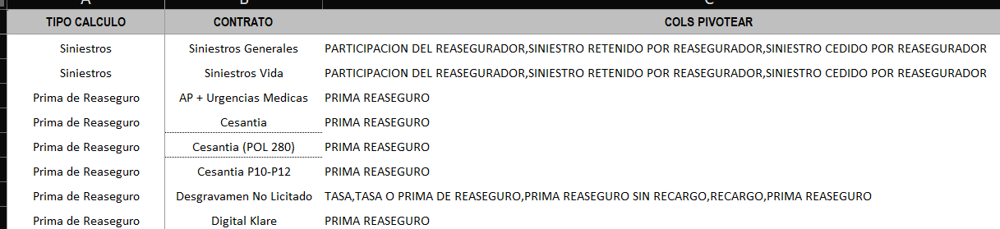 A B C
TIPO CALCULO CONTRATO COLS PIVOTEAR
Siniestros Siniestros Generales PARTICIPACION DEL REASEGURADOR,SINIESTRO RETENIDO POR REASEGURADOR,SINIESTRO CEDIDO POR REASEGURADOR
Siniestros Siniestros Vida PARTICIPACION DEL REASEGURADOR,SINIESTRO RETENIDO POR REASEGURADOR,SINIESTRO CEDIDO POR REASEGURADOR
Prima de Reaseguro AP + Urgencias Medicas PRIMA REASEGURO
Prima de Reaseguro Cesantia PRIMA REASEGURO
Prima de Reaseguro Cesantia (POL 280) PRIMA REASEGURO
Prima de Reaseguro Cesantia P10-P12 PRIMA REASEGURO
Prima de Reaseguro Desgravamen No Licitado TASA,TASA O PRIMA DE REASEGURO,PRIMA REASEGURO SIN RECARGO,RECARGO,PRIMA REASEGURO
Prima de Reaseguro Digital Klare PRIMA REASEGURO